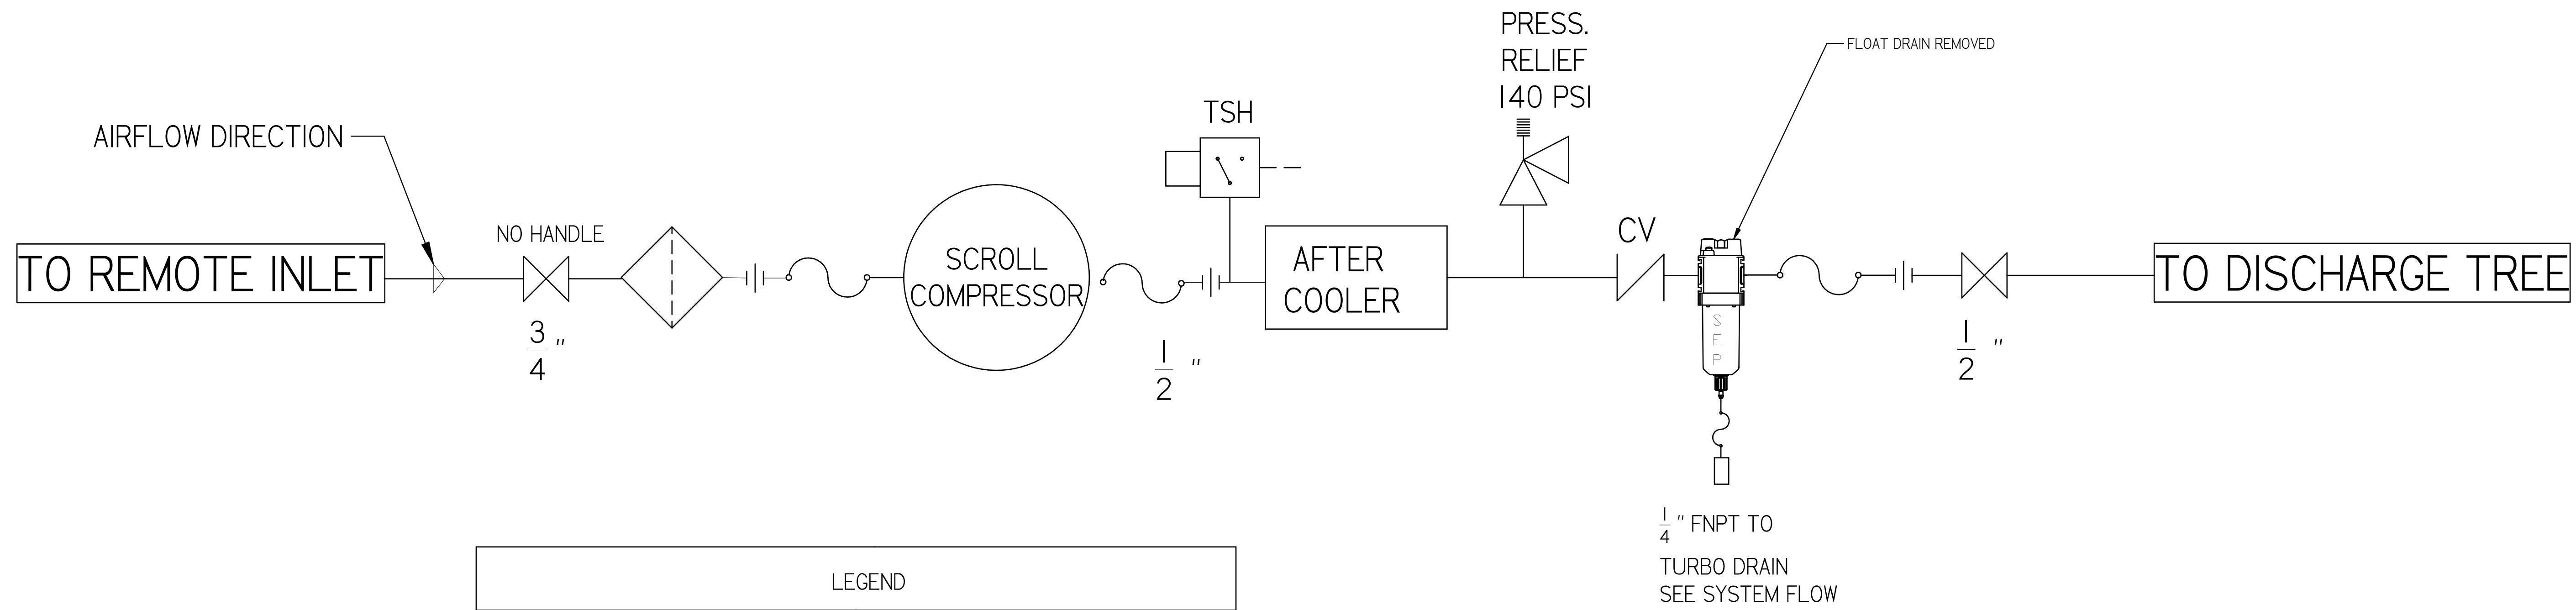 PRESS.
RELIEF
140 PSI
FLOAT DRAIN REMOVED
TSH
AIRFLOW DIRECTION
NO HANDLE
CV
TO REMOTE INLET
SCROLL
COMPRESSOR
AFTER
COOLER
TO DISCHARGE TREE
SEP
3/4 "
1/2 "
1/2 "
1/4 " FNPT TO
TURBO DRAIN
SEE SYSTEM FLOW
LEGEND